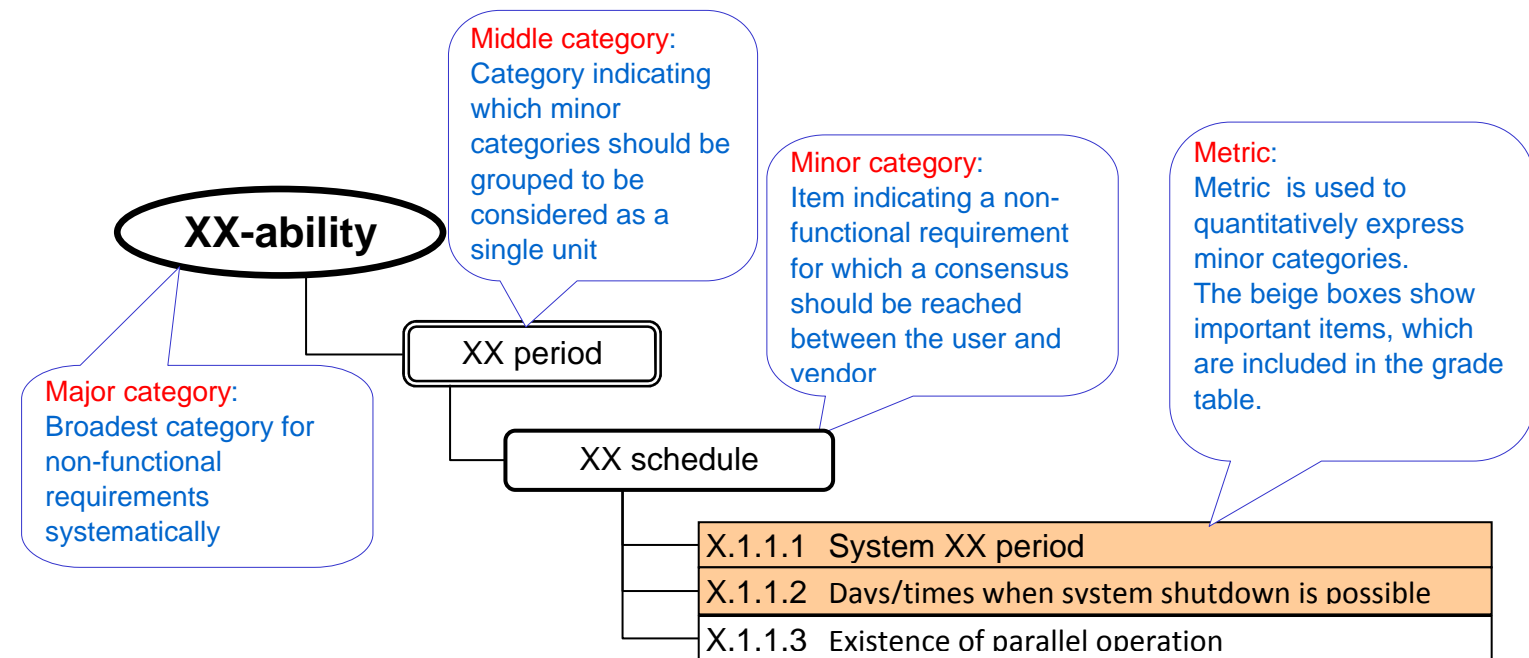 Middle category:
Category indicating
which minor
categories should be
grouped to be
considered as a
single unit
Minor category:
Item indicating a non-
functional requirement
for which a consensus
should be reached
between the user and
vendor
Metric:
Metric is used to
quantitatively express
minor categories.
The beige boxes show
important items, which
are included in the grade
table.
XX-ability
XX period
Major category:
Broadest category for
non-functional
requirements
systematically
XX schedule
X.1.1.1 System XX period
X.1.1.2 Days/times when system shutdown is possible
X.1.1.3 Existence of parallel operation